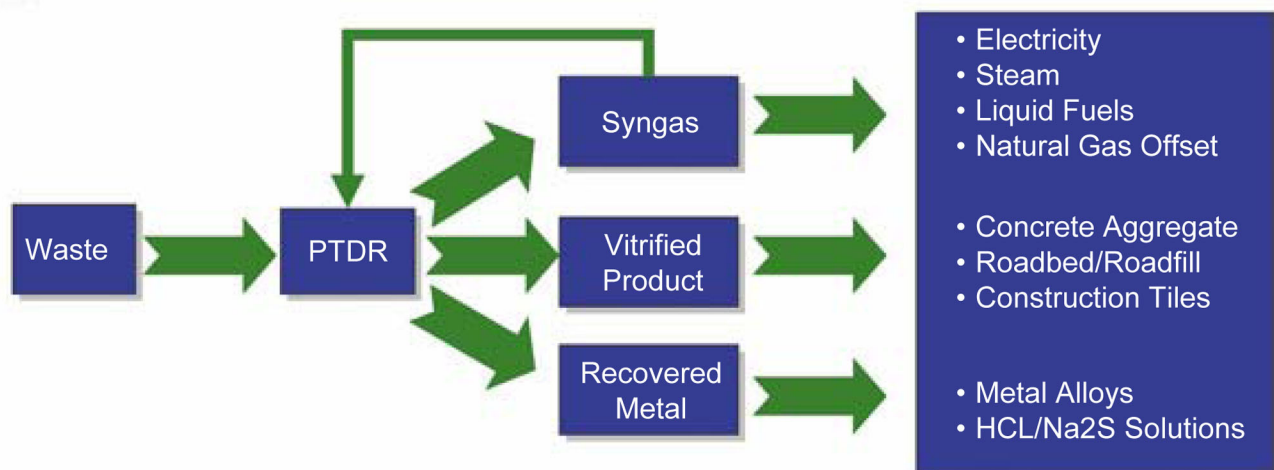 Waste
PTDR
Syngas
Vitrified
Product
Recovered
Metal
• Electricity
• Steam
• Liquid Fuels
• Natural Gas Offset
• Concrete Aggregate
• Roadbed/Roadfill
• Construction Tiles
• Metal Alloys
• HCL/Na2S Solutions